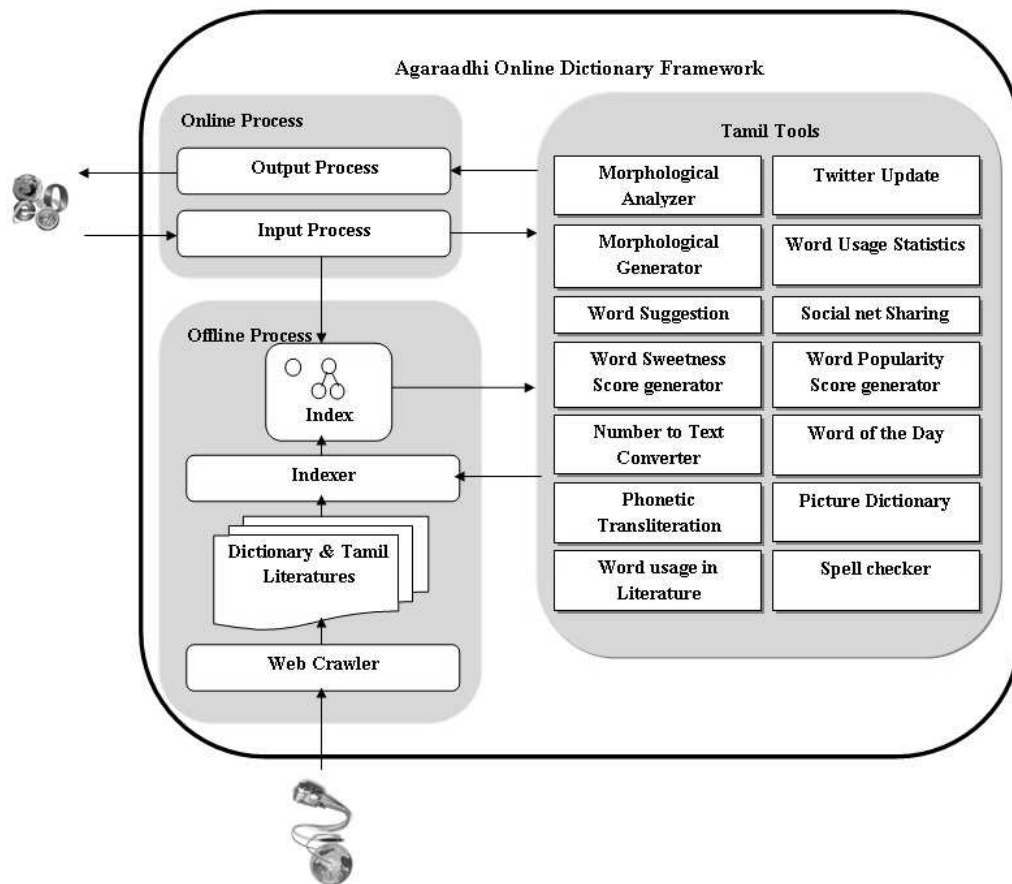 Agaraadhi Online Dictionary Framework
Online Process
Output Process
Input Process
Offline Process
Index
Indexer
Dictionary & Tamil
Literatures
Web Crawler
Tamil Tools
Morphological
Analyzer
Twitter Update
Morphological
Generator
Word Usage Statistics
Word Suggestion
Social net Sharing
Word Sweetness
Score generator
Word Popularity
Score generator
Number to Text
Converter
Word of the Day
Phonetic
Transliteration
Picture Dictionary
Word usage in
Literature
Spell checker